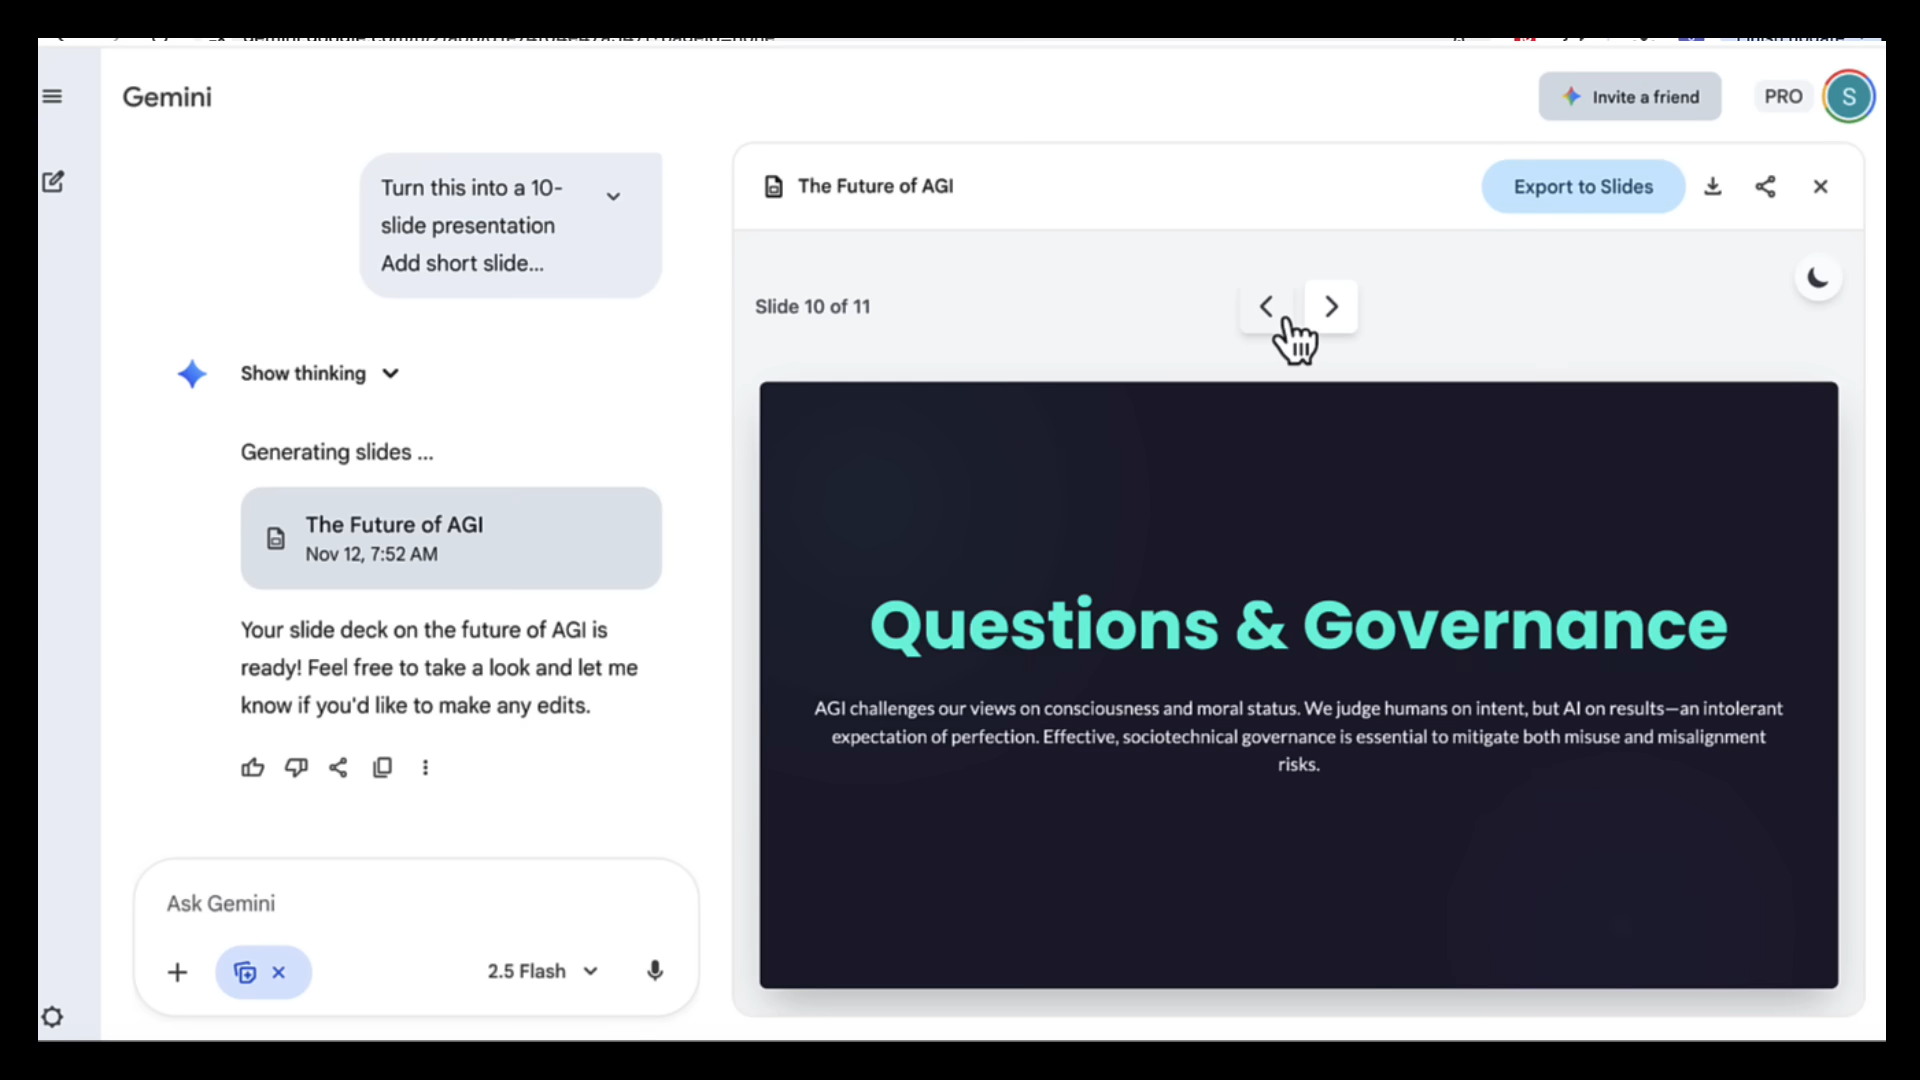 Gemini
Invite a friend
PRO
S
Turn this into a 10-
slide presentation
Add short slide...
Show thinking
Generating slides ...
The Future of AGI
Nov 12, 7:52 AM
Your slide deck on the future of AGI is
ready! Feel free to take a look and let me
know if you'd like to make any edits.
Ask Gemini
2.5 Flash
The Future of AGI
Export to Slides
Slide 10 of 11
Questions & Governance
AGI challenges our views on consciousness and moral status. We judge humans on intent, but AI on results—an intolerant
expectation of perfection. Effective, sociotechnical governance is essential to mitigate both misuse and misalignment
risks.